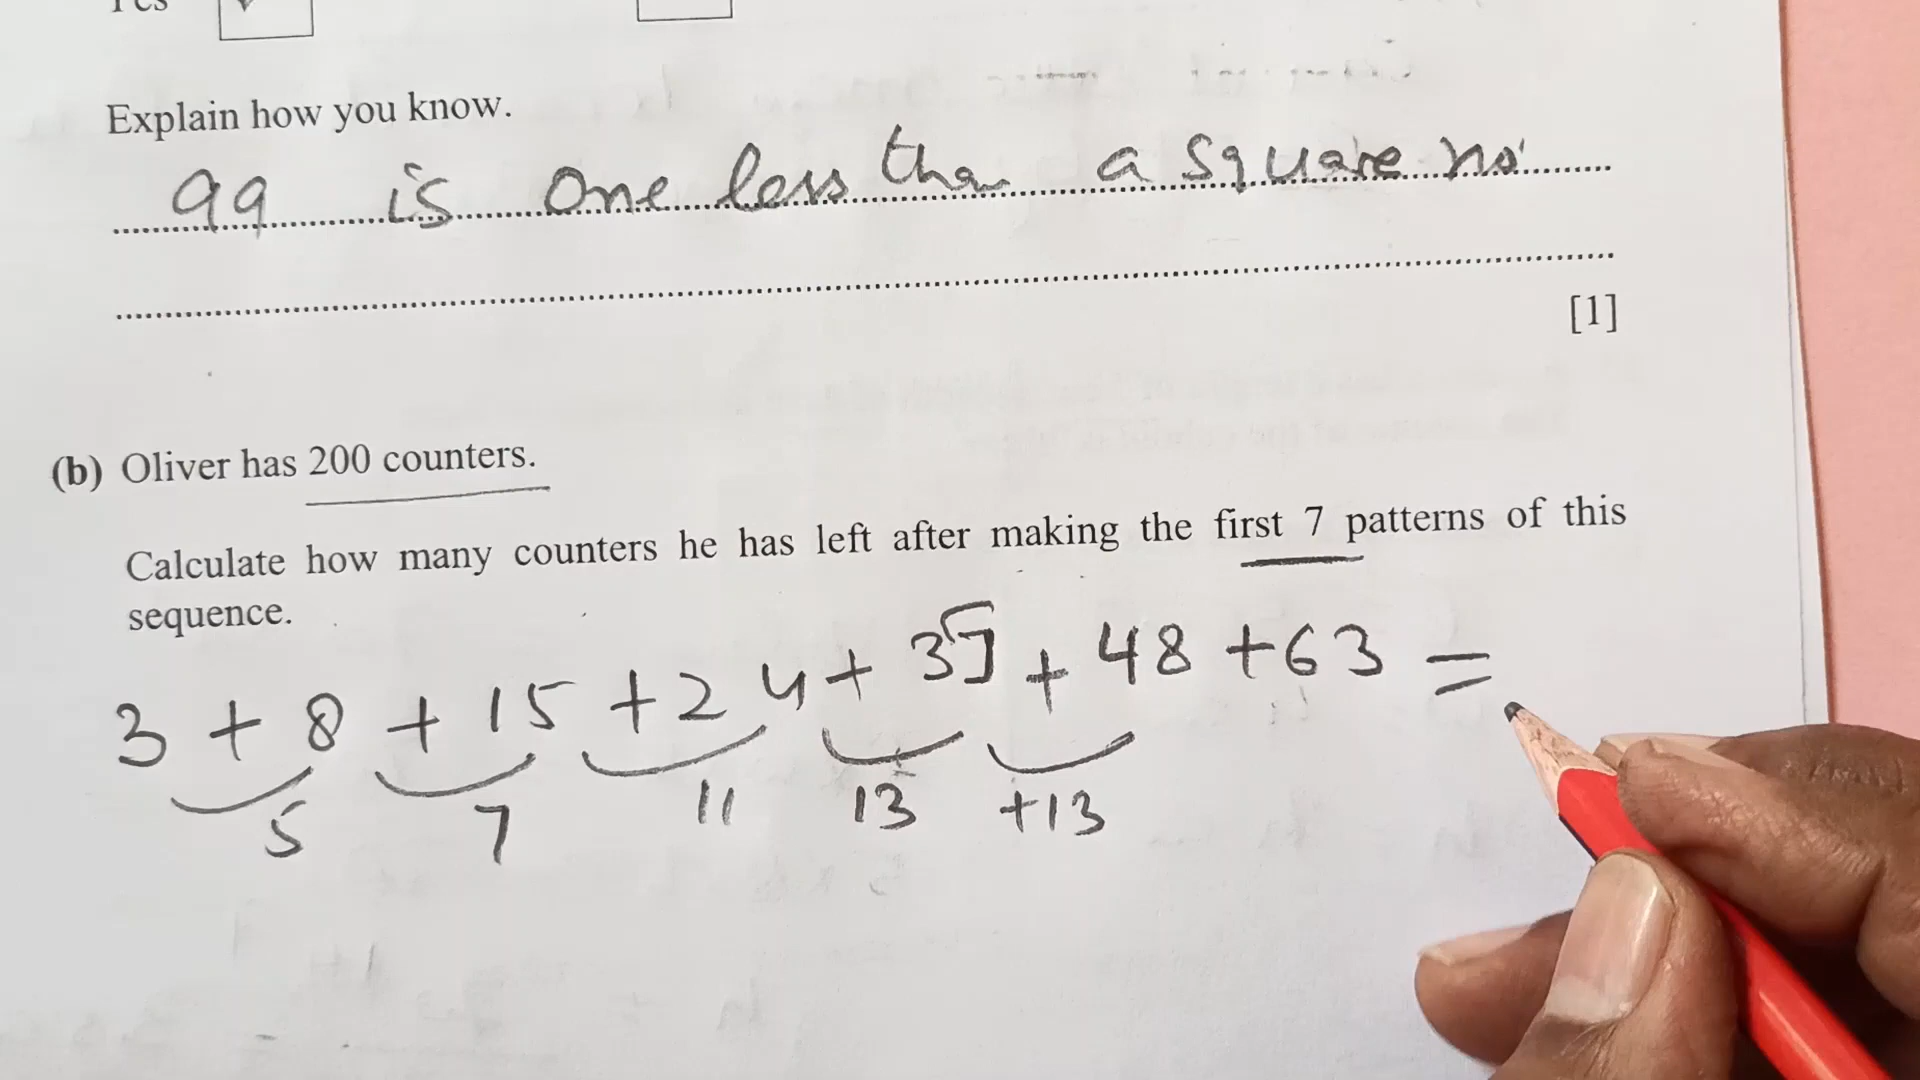 Yes
Explain how you know.
99 is one less than a square no'
[1]
(b) Oliver has 200 counters.
Calculate how many counters he has left after making the first 7 patterns of this
sequence.
3 + 8 + 15 + 24 + 35 + 48 + 63 =
5 7 11 13 +13